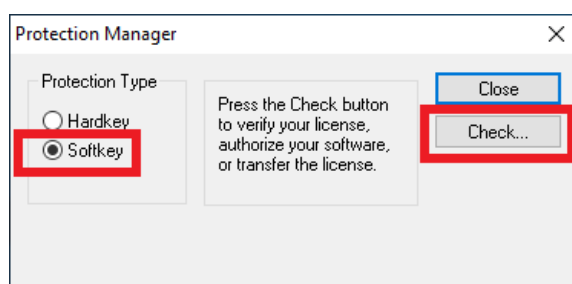 Protection Manager
Protection Type
Hardkey
Softkey
Press the Check button
to verify your license,
authorize your software,
or transfer the license.
Close
Check...